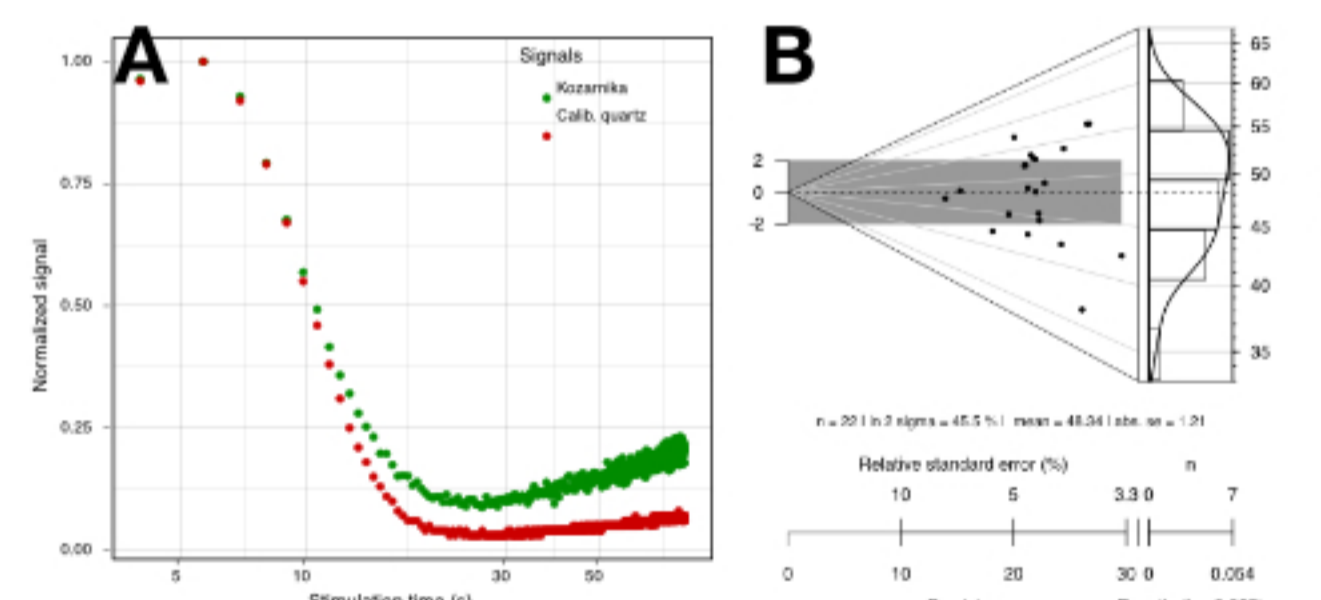 A
Signals
Kozarnika
Calib. quartz
Normalized signal
1.00
0.75
0.50
0.25
0.00
5 10 30 50
Stimulation time (s)
B
2
0
-2
65
60
55
50
45
40
35
n = 22 | in 2 sigma = 45.5 % | mean = 48.34 | abs. se = 1.21
Relative standard error (%) n
10 5 3.3 0 7
0 10 20 30 0 0.054